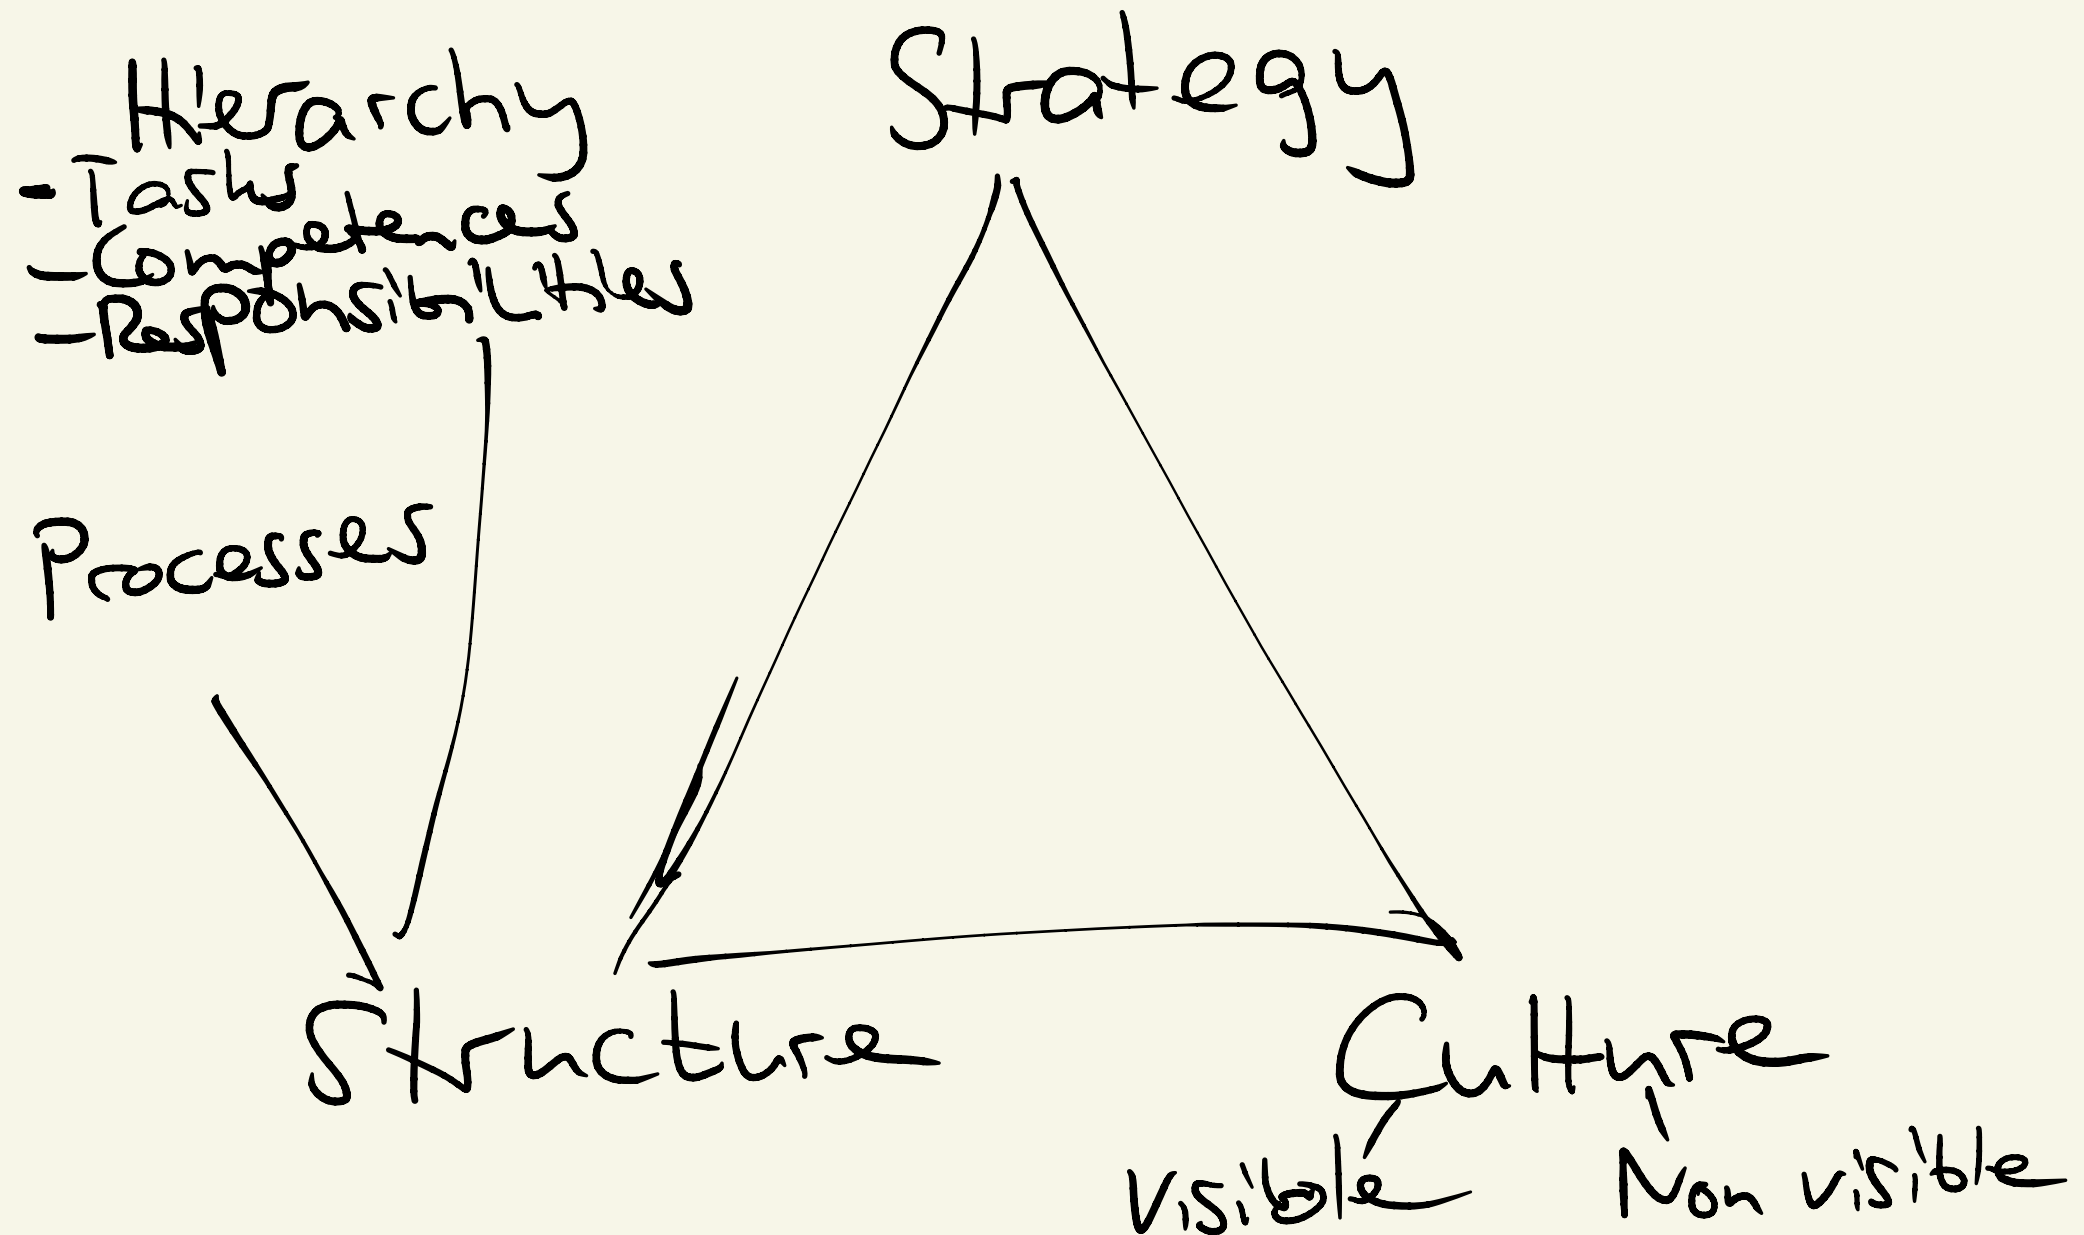 Hierarchy
- Tasks
- Competences
- Responsibilities
Processes
Strategy
Structure
Culture
Visible
Non visible